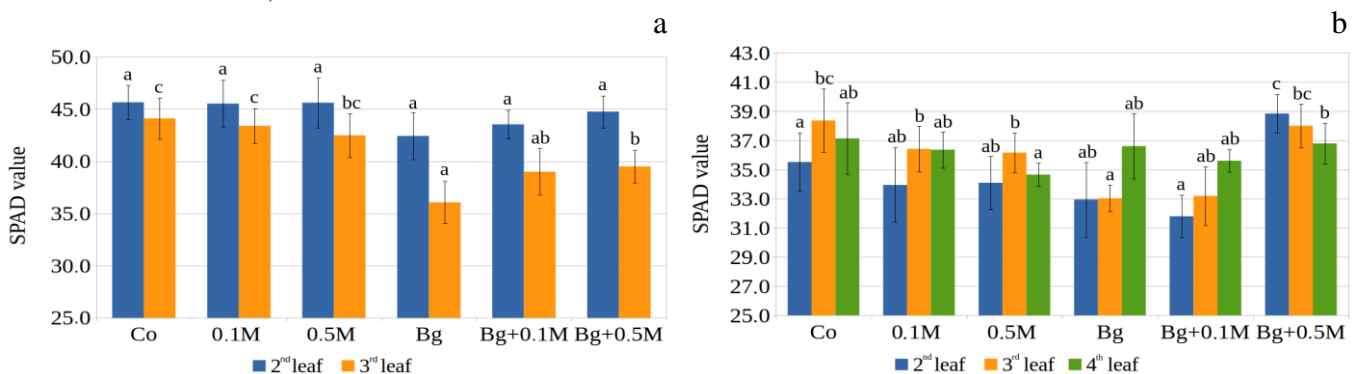 a
SPAD value
50.0
45.0
40.0
35.0
30.0
25.0
a c a c a bc a a a ab a b
Co 0.1M 0.5M Bg Bg+0.1M Bg+0.5M
2nd leaf 3rd leaf
b
SPAD value
43.0
41.0
39.0
37.0
35.0
33.0
31.0
29.0
27.0
25.0
a bc ab ab b ab ab b a ab a ab a ab ab c bc b
Co 0.1M 0.5M Bg Bg+0.1M Bg+0.5M
2nd leaf 3rd leaf 4th leaf